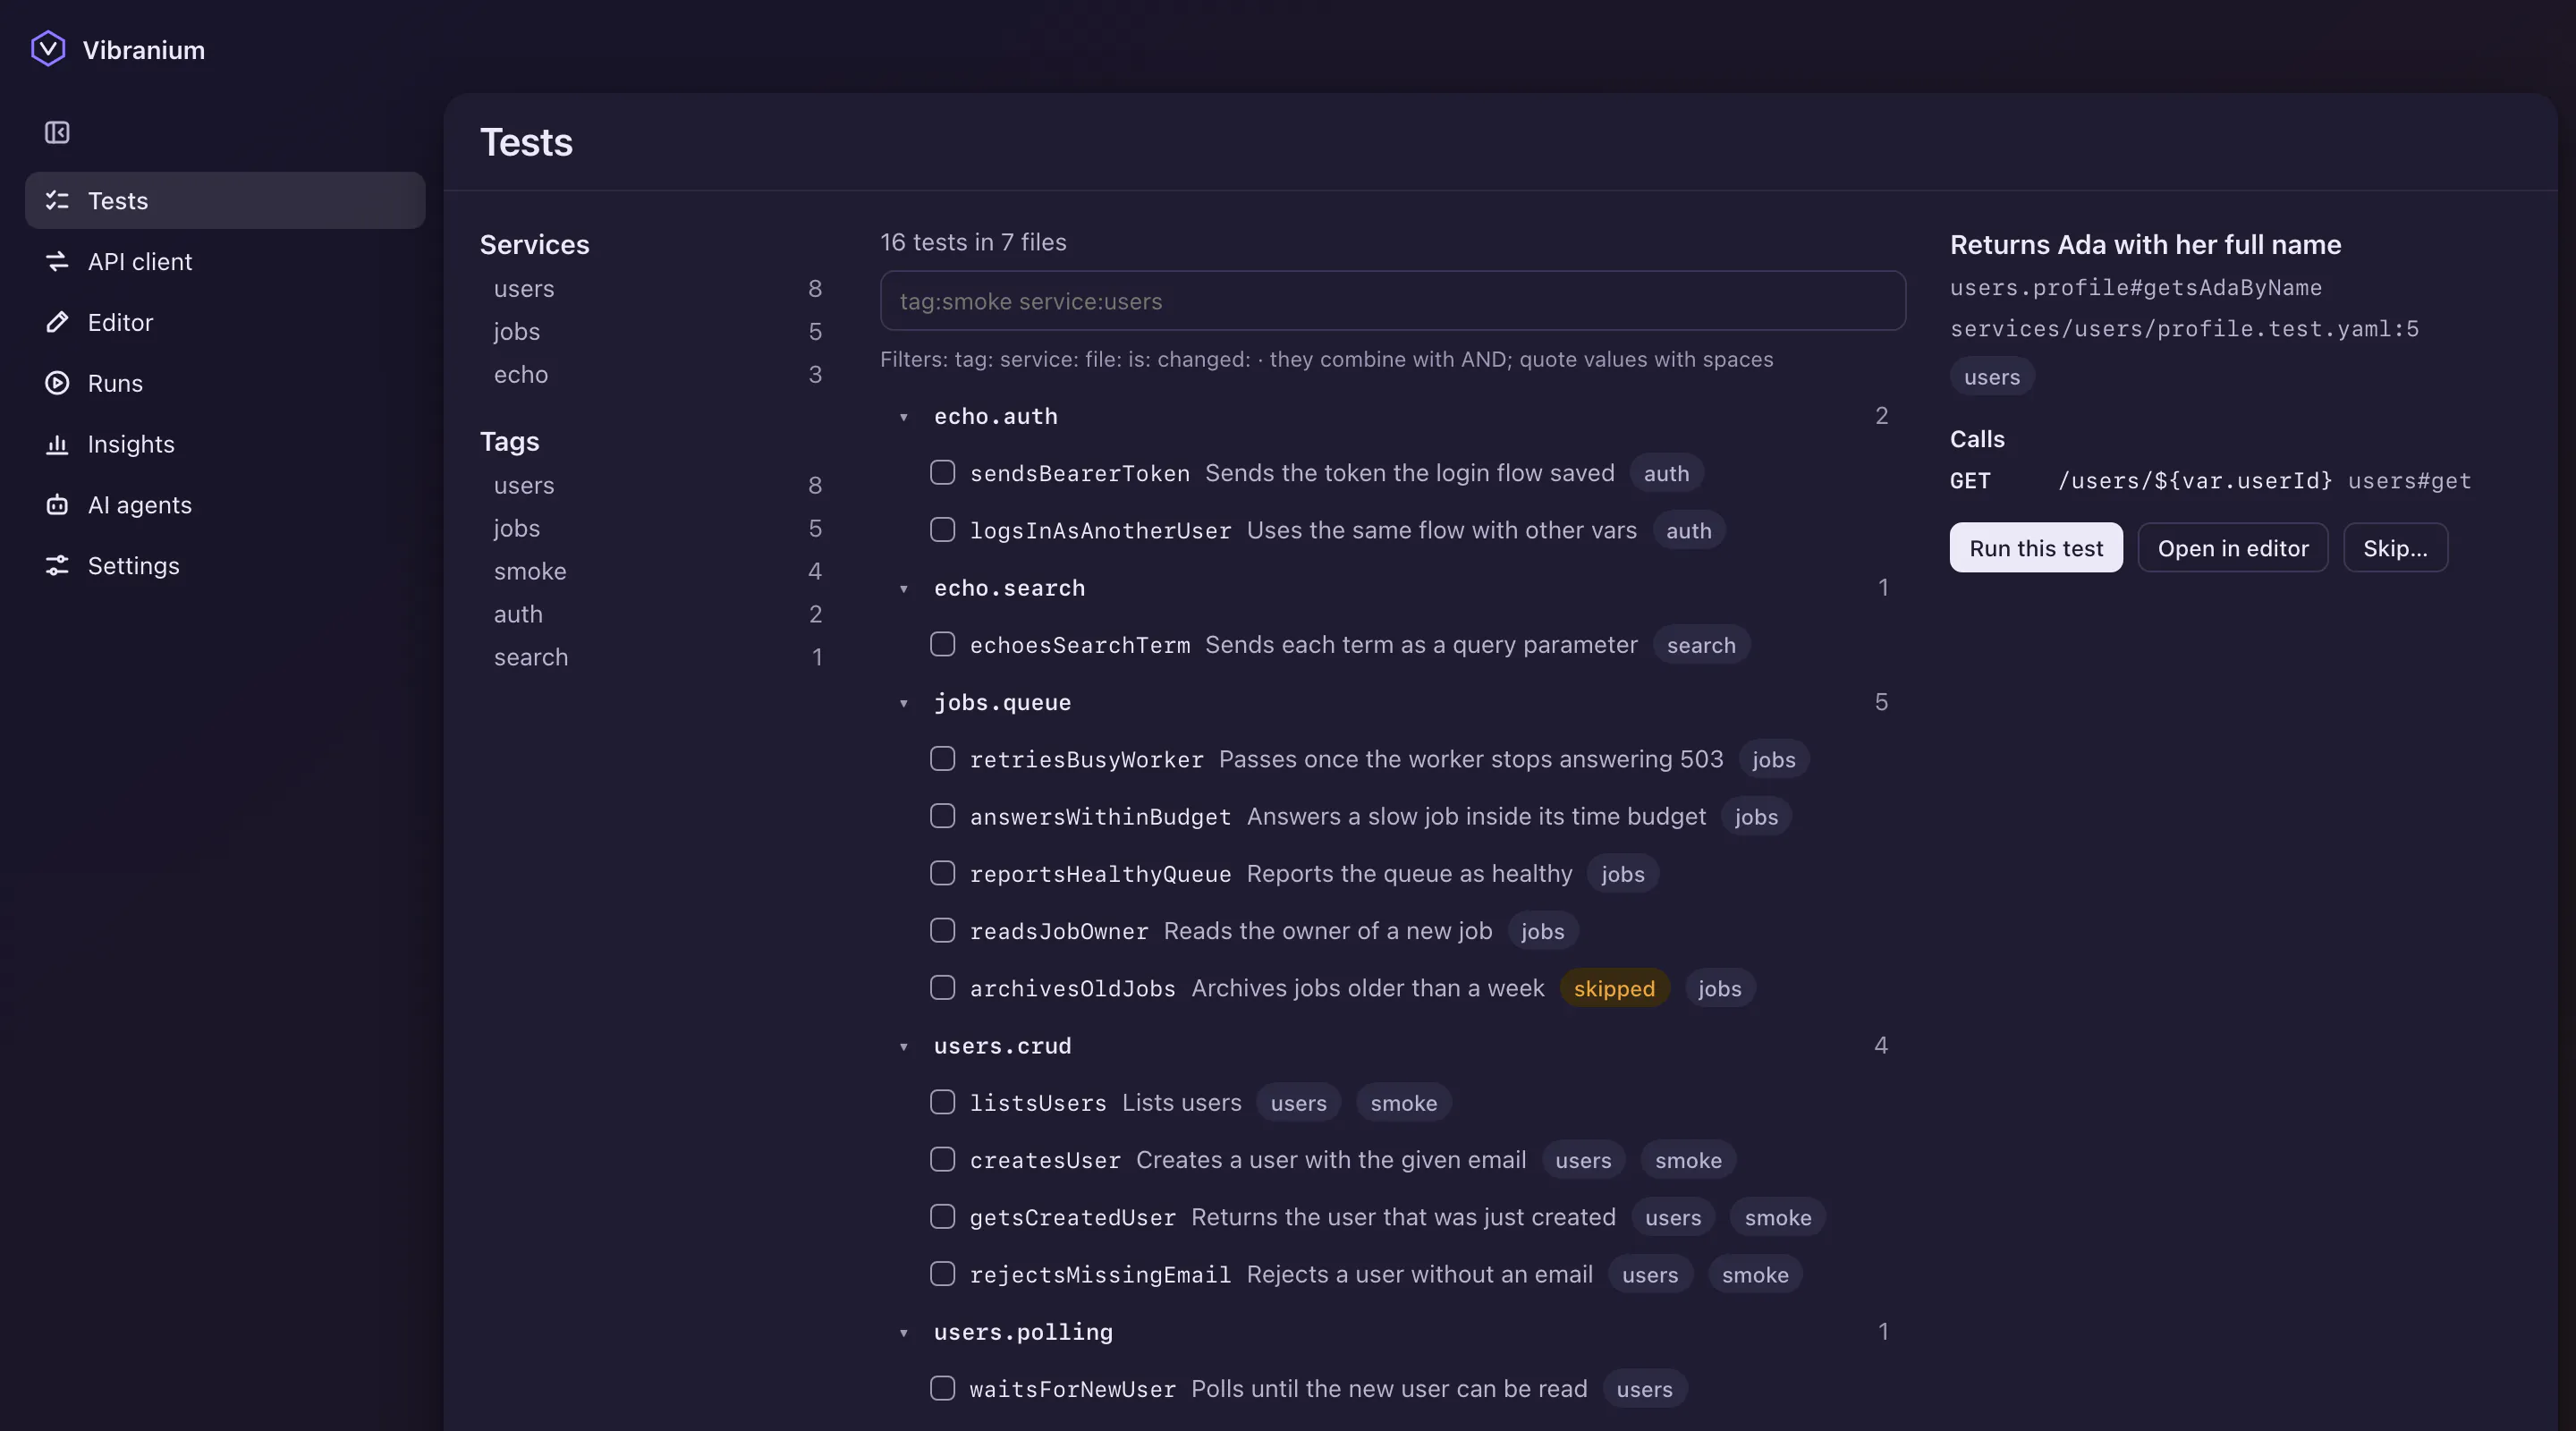 Vibranium
Tests
API client
Editor
Runs
Insights
AI agents
Settings
Tests
Services
users 8
jobs 5
echo 3
Tags
users 8
jobs 5
smoke 4
auth 2
search 1
16 tests in 7 files
tag:smoke service:users
Filters: tag: service: file: is: changed: · they combine with AND; quote values with spaces
echo.auth 2
sendsBearerToken Sends the token the login flow saved auth
logsInAsAnotherUser Uses the same flow with other vars auth
echo.search 1
echoesSearchTerm Sends each term as a query parameter search
jobs.queue 5
retriesBusyWorker Passes once the worker stops answering 503 jobs
answersWithinBudget Answers a slow job inside its time budget jobs
reportsHealthyQueue Reports the queue as healthy jobs
readsJobOwner Reads the owner of a new job jobs
archivesOldJobs Archives jobs older than a week skipped jobs
users.crud 4
listsUsers Lists users users smoke
createsUser Creates a user with the given email users smoke
getsCreatedUser Returns the user that was just created users smoke
rejectsMissingEmail Rejects a user without an email users smoke
users.polling 1
waitsForNewUser Polls until the new user can be read users
Returns Ada with her full name
users.profile#getsAdaByName
services/users/profile.test.yaml:5
users
Calls
GET /users/${var.userId} users#get
Run this test Open in editor Skip...